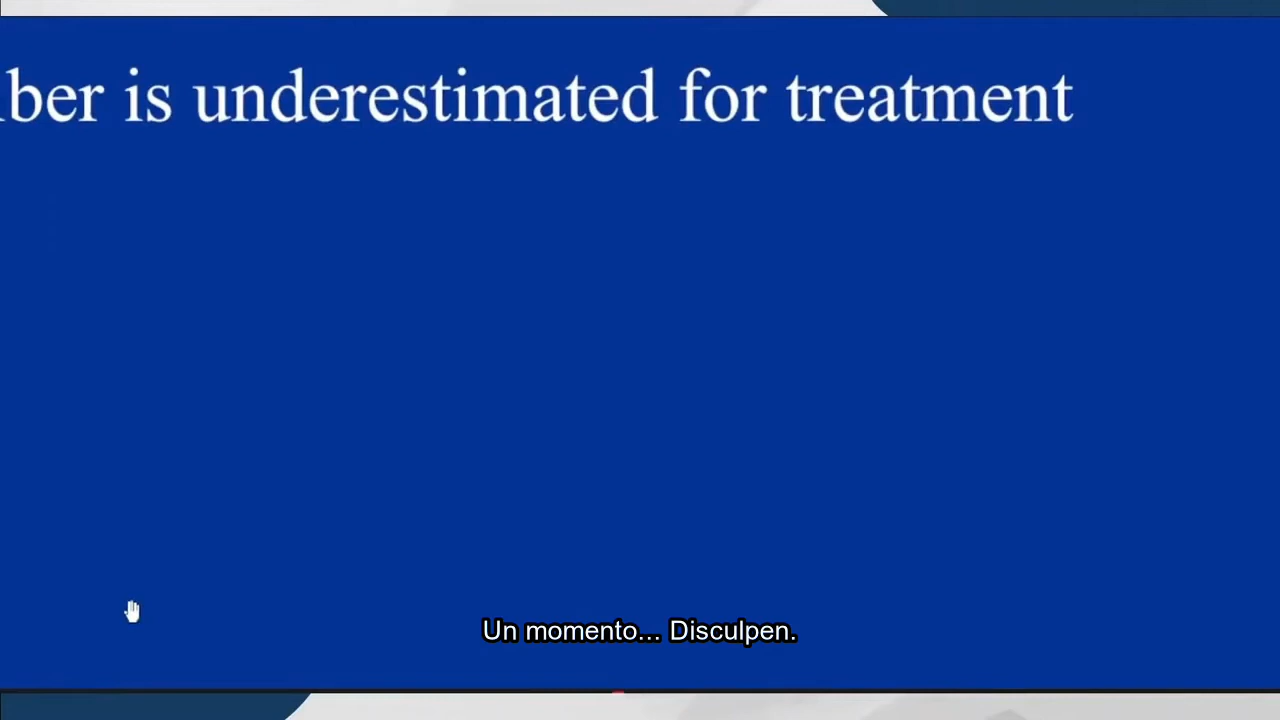 ber is underestimated for treatment
Un momento... Disculpen.